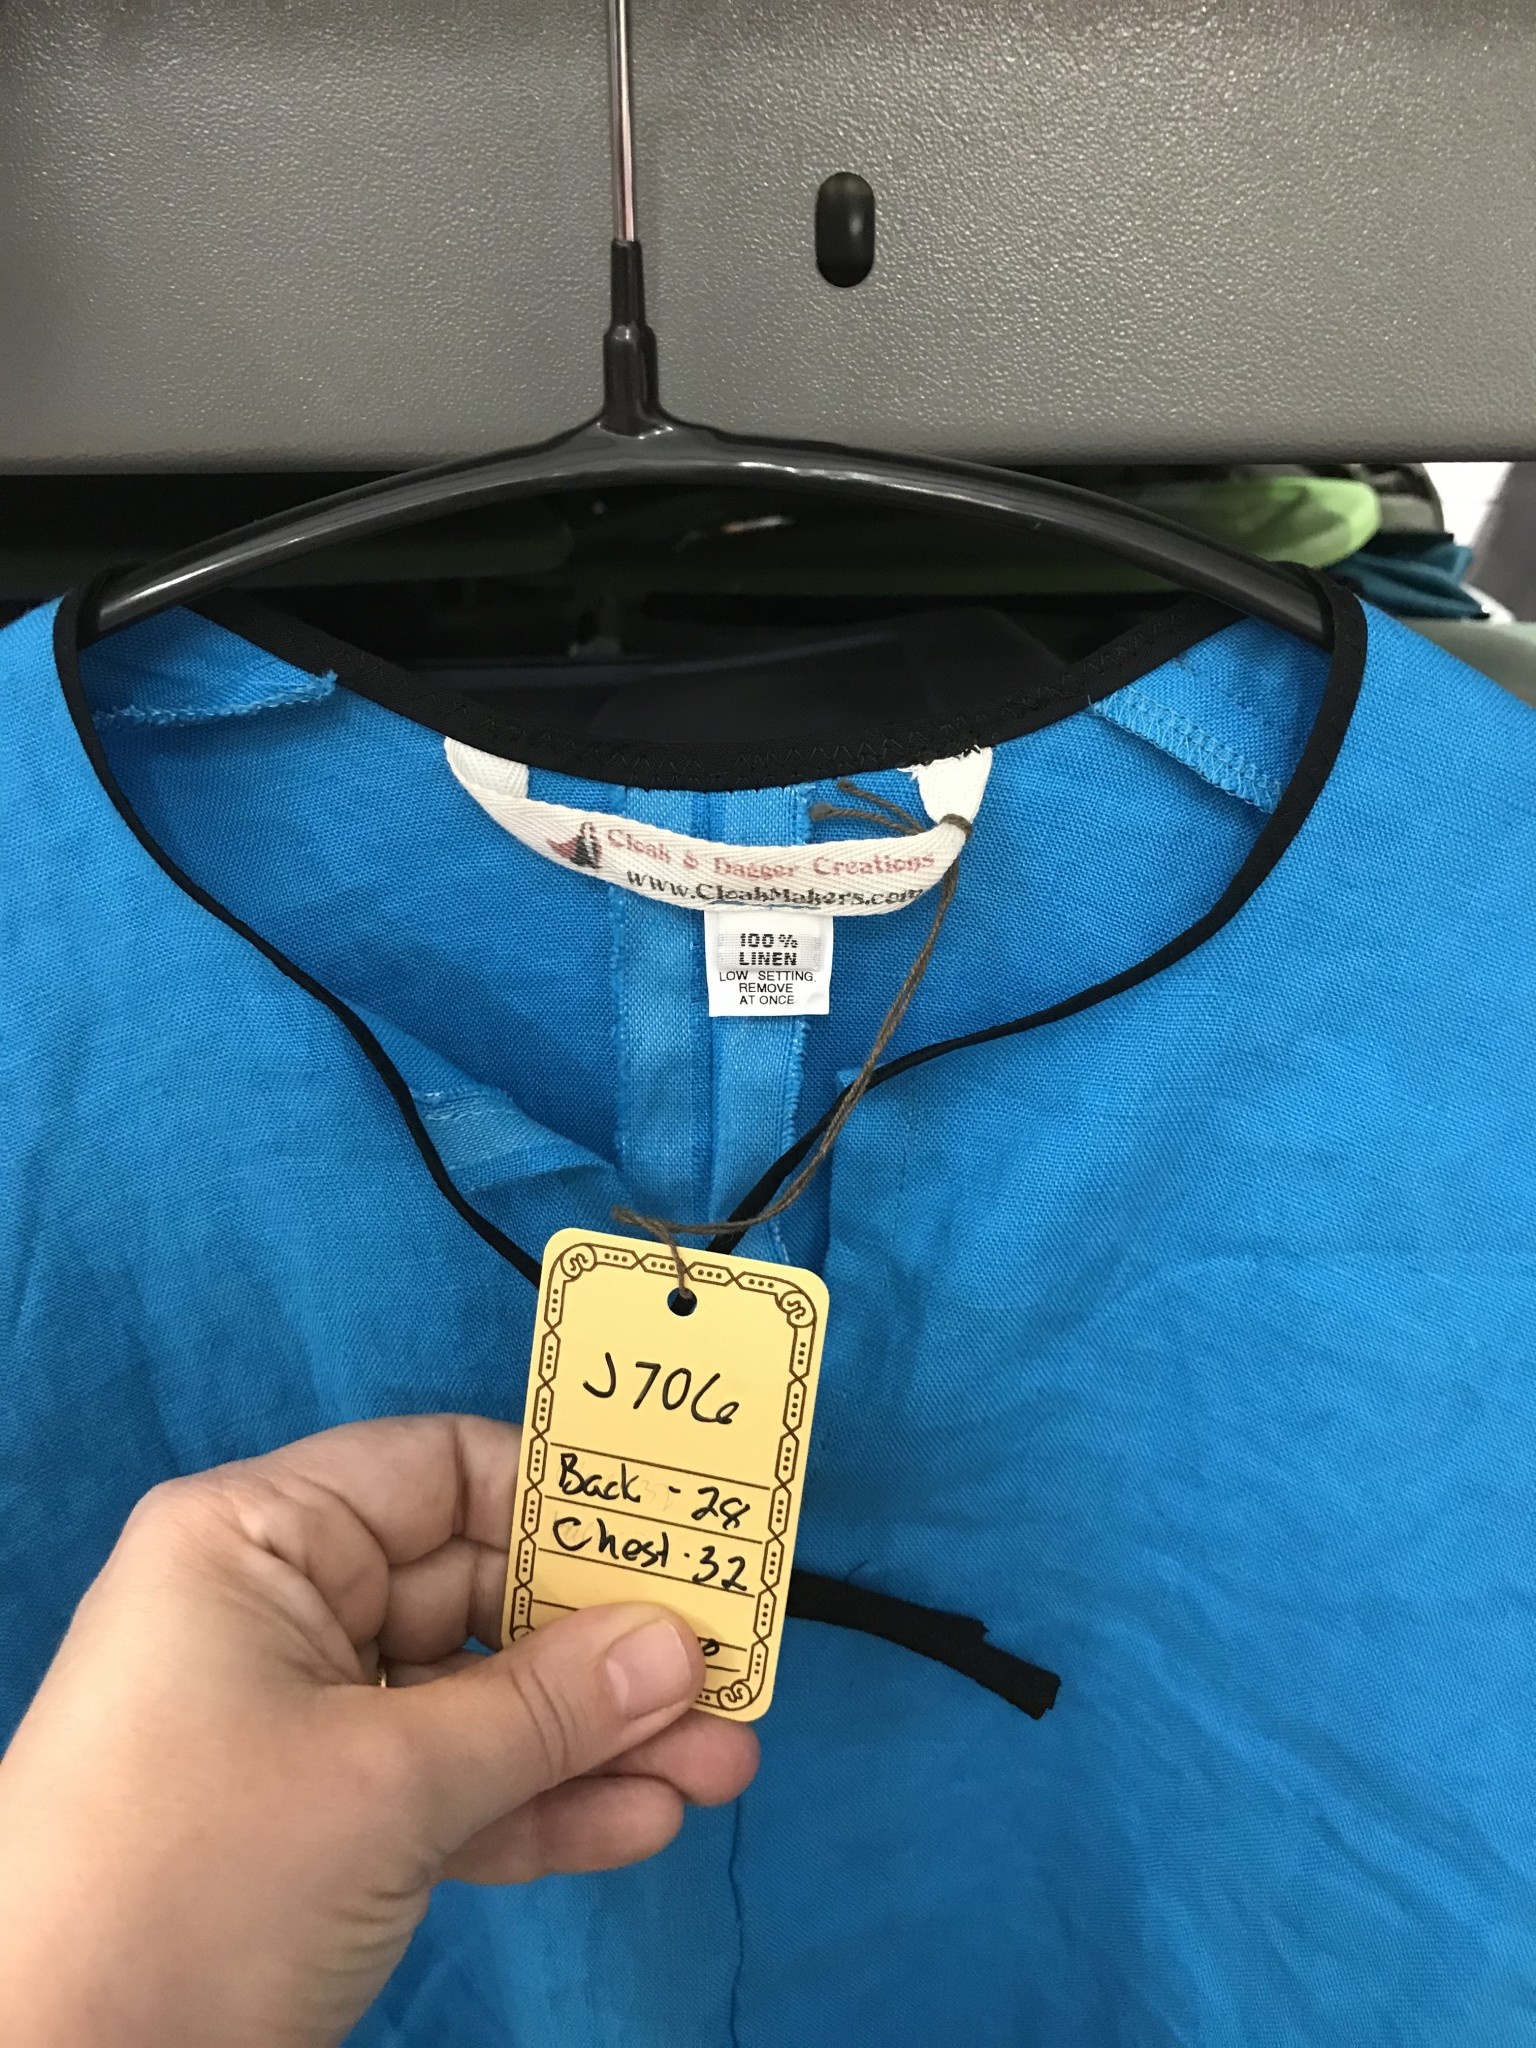 Cloak & Dagger Creations
www.CloakMakers.com
100%
LINEN
LOW SETTING.
REMOVE
AT ONCE
J706
Back - 28
Chest - 32